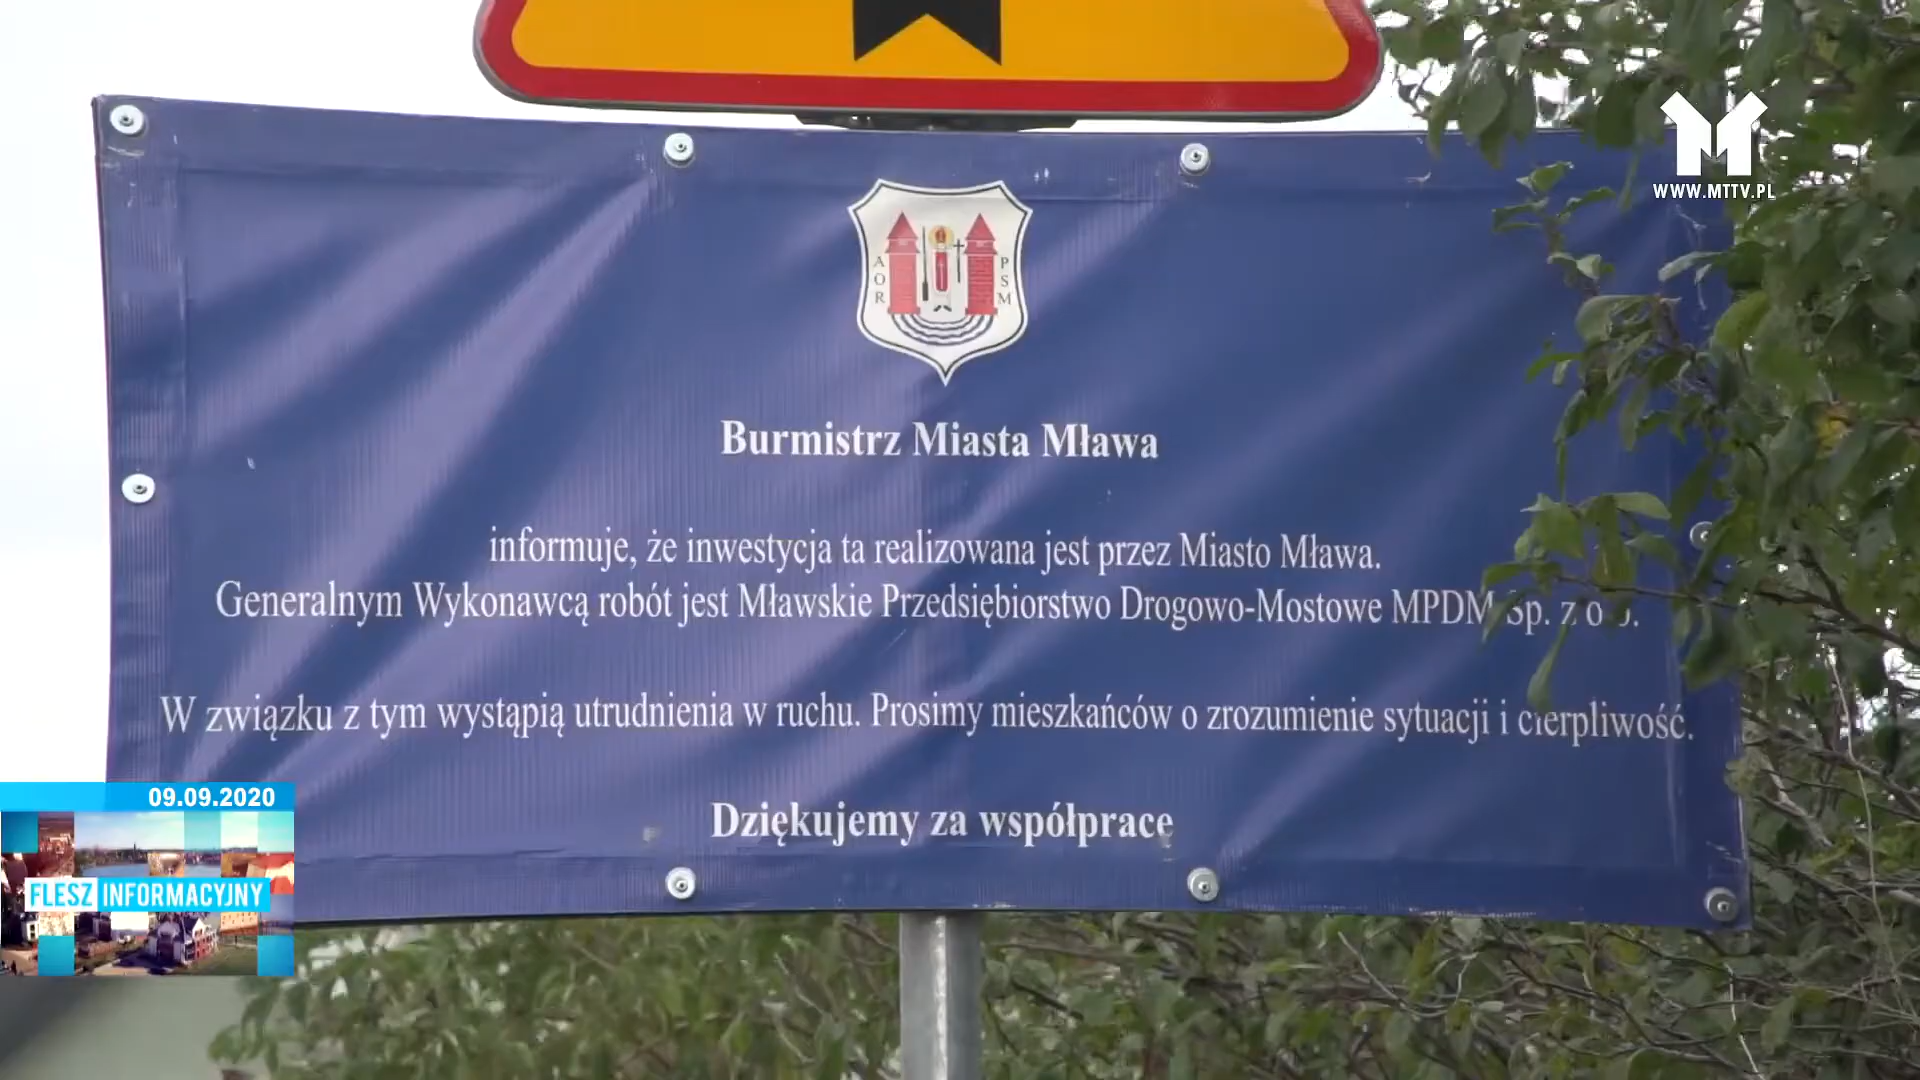 WWW.MTTV.PL
A
O
R
P
S
M
Burmistrz Miasta Mława
informuje, że inwestycja ta realizowana jest przez Miasto Mława.
Generalnym Wykonawcą robót jest Mławskie Przedsiębiorstwo Drogowo-Mostowe MPDM Sp. z o.
W związku z tym wystąpią utrudnienia w ruchu. Prosimy mieszkańców o zrozumienie sytuacji i cierpliwość.
Dziękujemy za współpracę
09.09.2020
FLESZ INFORMACYJNY